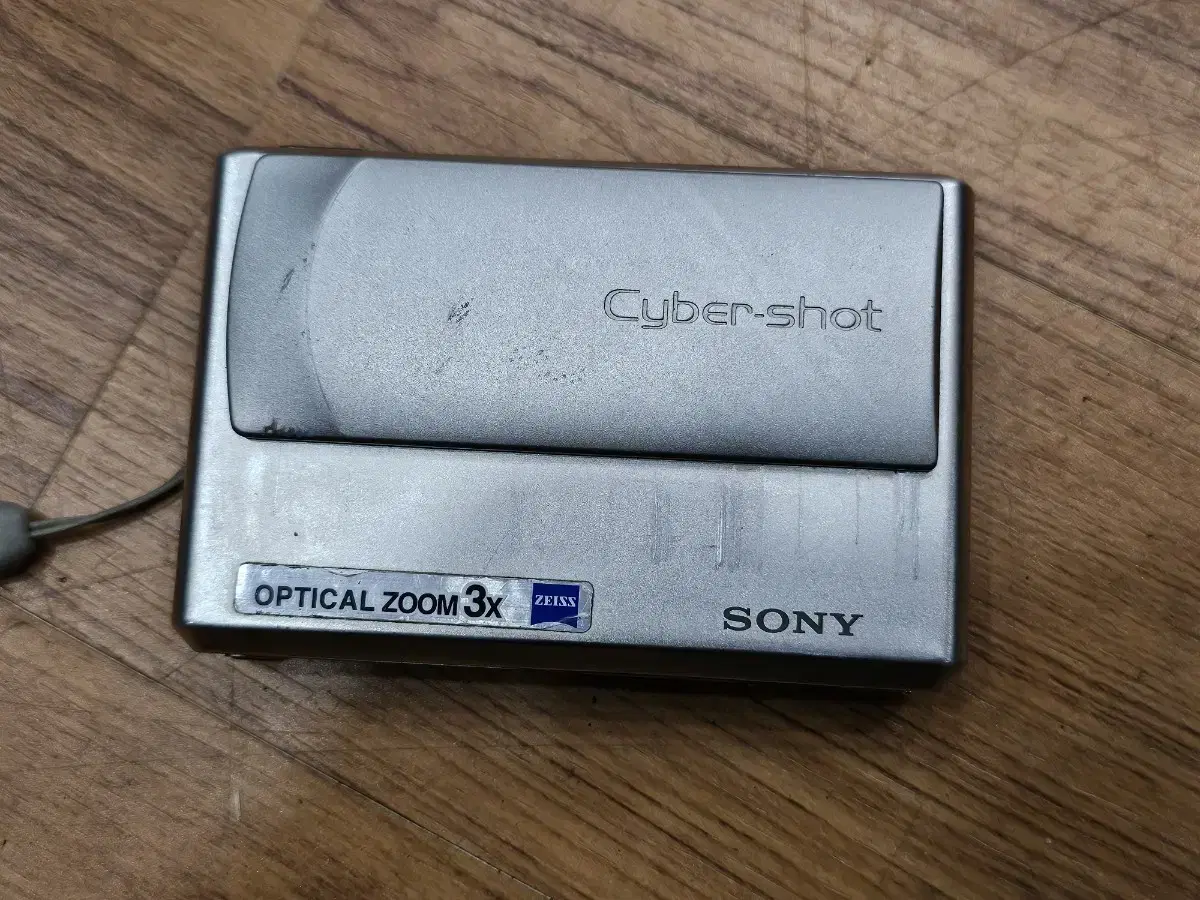 Cyber-shot
OPTICAL ZOOM 3x ZEISS
SONY